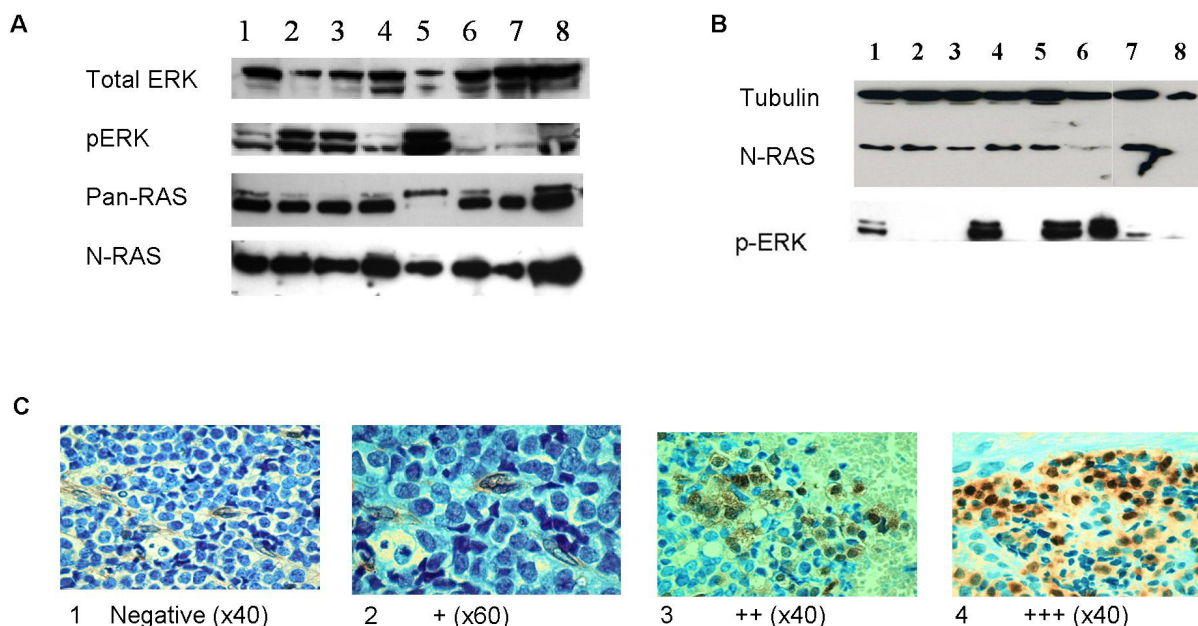 A
1 2 3 4 5 6 7 8
Total ERK
pERK
Pan-RAS
N-RAS
B
1 2 3 4 5 6 7 8
Tubulin
N-RAS
p-ERK
C
1 Negative (x40)
2 + (x60)
3 ++ (x40)
4 +++ (x40)